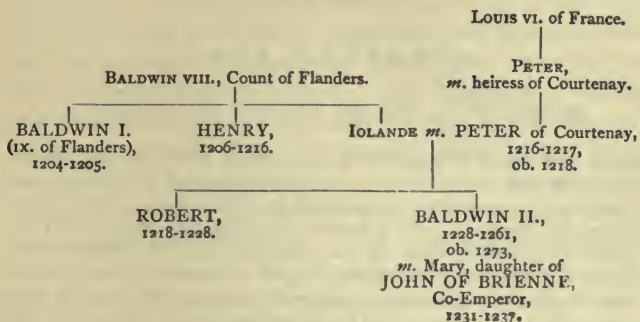 LOUIS VI. of France.
PETER,
m. heiress of Courtenay.
BALDWIN VIII., Count of Flanders.
BALDWIN I.
(IX. of Flanders),
1204-1205.
HENRY,
1206-1216.
IOLANDE m. PETER of Courtenay,
1216-1217,
ob. 1218.
ROBERT,
1218-1228.
BALDWIN II.,
1228-1261,
ob. 1273,
m. Mary, daughter of
JOHN OF BRIENNE,
Co-Emperor,
1231-1237.